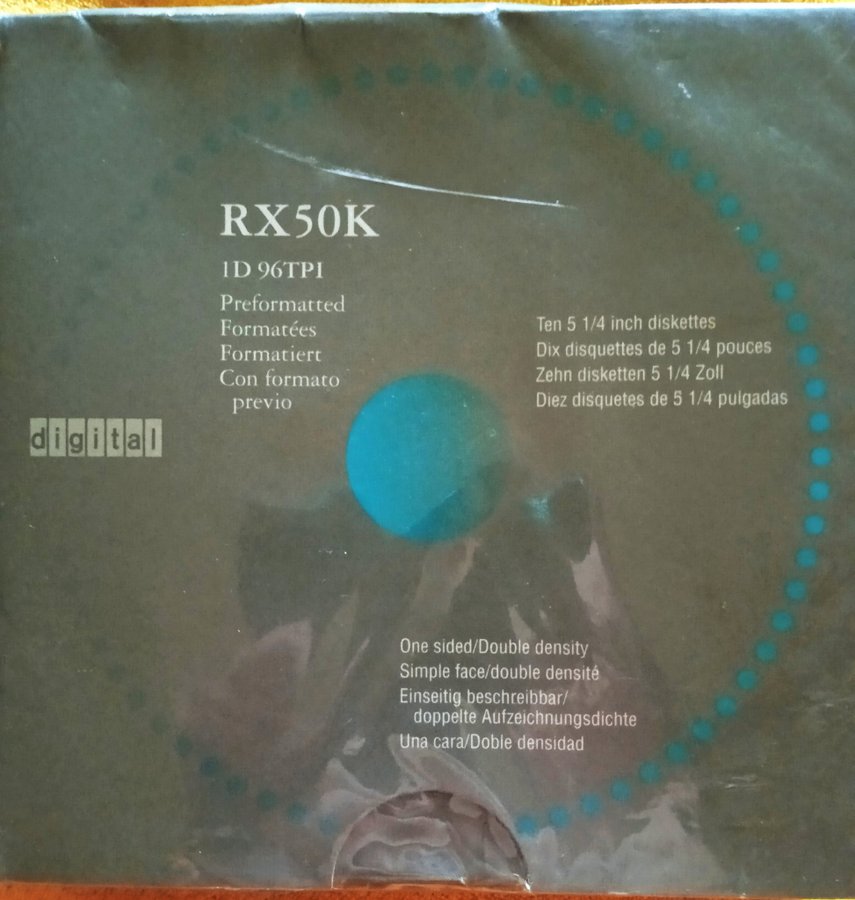 RX50K
1D 96TPI
Preformatted
Formatées
Formatiert
Con formato
previo
Ten 5 1/4 inch diskettes
Dix disquettes de 5 1/4 pouces
Zehn disketten 5 1/4 Zoll
Diez disquetes de 5 1/4 pulgadas
digital
One sided/Double density
Simple face/double densité
Einseitig beschreibbar/
doppelte Aufzeichnungsdichte
Una cara/Doble densidad